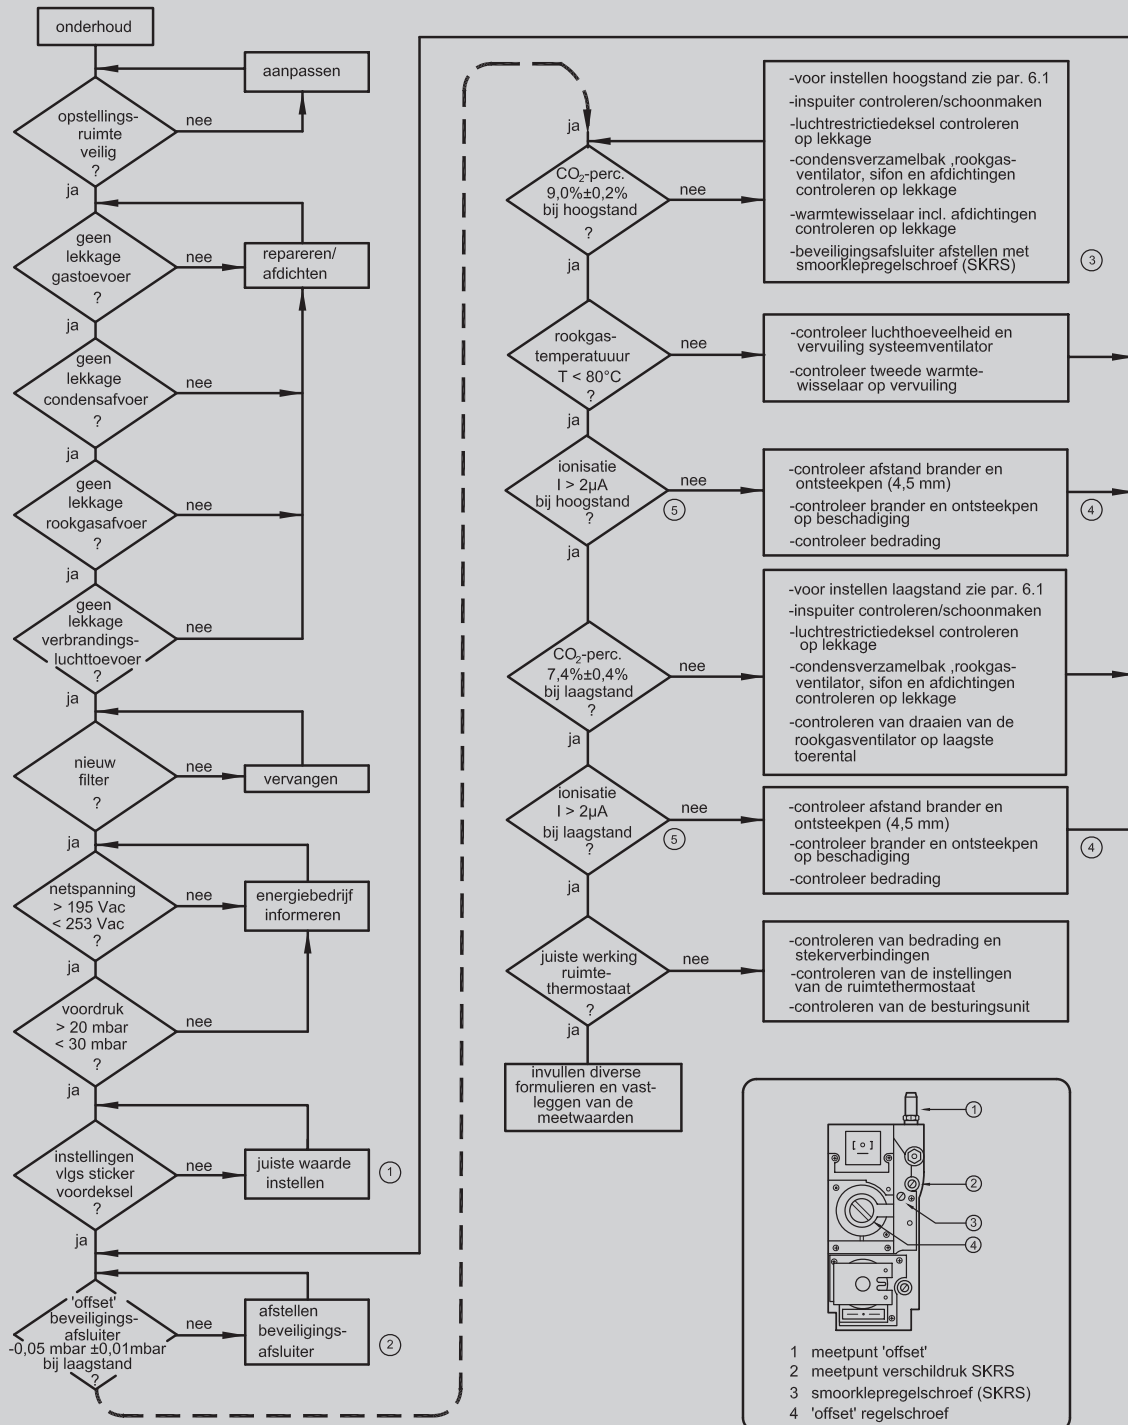 onderhoud
aanpassen
opstellings-
ruimte
veilig
?
nee
ja
geen
lekkage
gastoevoer
?
nee
repareren/
afdichten
ja
geen
lekkage
condensafvoer
?
nee
ja
geen
lekkage
rookgasafvoer
?
nee
ja
geen
lekkage
verbrandings-
luchttoevoer
?
nee
ja
nieuw
filter
?
nee
vervangen
ja
netspanning
> 195 Vac
< 253 Vac
?
nee
energiebedrijf
informeren
ja
voordruk
> 20 mbar
< 30 mbar
?
nee
ja
instellingen
vlgs sticker
voordeksel
?
nee
juiste waarde
instellen
1
ja
'offset'
beveiligings-
afsluiter
-0,05 mbar ±0,01mbar
bij laagstand
?
nee
afstellen
beveiligings-
afsluiter
2
ja
CO₂-perc.
9,0%±0,2%
bij hoogstand
?
nee
-voor instellen hoogstand zie par. 6.1
-inspuiter controleren/schoonmaken
-luchtrestrictiedeksel controleren
op lekkage
-condensverzamelbak ,rookgas-
ventilator, sifon en afdichtingen
controleren op lekkage
-warmtewisselaar incl. afdichtingen
controleren op lekkage
-beveiligingsafsluiter afstellen met
smoorklepregelschroef (SKRS)
3
ja
rookgas-
temperatuuur
T < 80°C
?
nee
-controleer luchthoeveelheid en
vervuiling systeemventilator
-controleer tweede warmte-
wisselaar op vervuiling
ja
ionisatie
I > 2µA
bij hoogstand
?
nee
5
-controleer afstand brander en
ontsteekpen (4,5 mm)
-controleer brander en ontsteekpen
op beschadiging
-controleer bedrading
4
ja
CO₂-perc.
7,4%±0,4%
bij laagstand
?
nee
-voor instellen laagstand zie par. 6.1
-inspuiter controleren/schoonmaken
-luchtrestrictiedeksel controleren
op lekkage
-condensverzamelbak ,rookgas-
ventilator, sifon en afdichtingen
controleren op lekkage
-controleren van draaien van de
rookgasventilator op laagste
toerental
ja
ionisatie
I > 2µA
bij laagstand
?
nee
5
-controleer afstand brander en
ontsteekpen (4,5 mm)
-controleer brander en ontsteekpen
op beschadiging
-controleer bedrading
4
ja
juiste werking
ruimte-
thermostaat
?
nee
-controleren van bedrading en
stekerverbindingen
-controleren van de instellingen
van de ruimtethermostaat
-controleren van de besturingsunit
ja
invullen diverse
formulieren en vast-
leggen van de
meetwaarden
1
2
3
4
1 meetpunt 'offset'
2 meetpunt verschildruk SKRS
3 smoorklepregelschroef (SKRS)
4 'offset' regelschroef